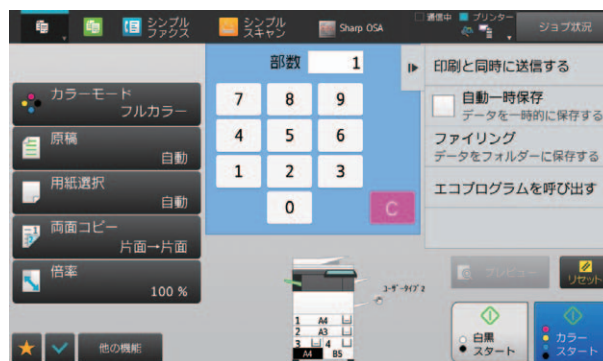 シンプル
ファクス
シンプル
スキャン
Sharp OSA
通信中
プリンター
ジョブ状況
部数
1
カラーモード
フルカラー
原稿
自動
用紙選択
自動
両面コピー
片面→片面
倍率
100 %
他の機能
7 8 9
4 5 6
1 2 3
0 C
印刷と同時に送信する
自動一時保存
データを一時的に保存する
ファイリング
データをフォルダーに保存する
エコプログラムを呼び出す
ユーザータイプ 2
1 A4
2 A3
3 4
A4 B5
プレビュー
リセット
白黒
スタート
カラー
スタート